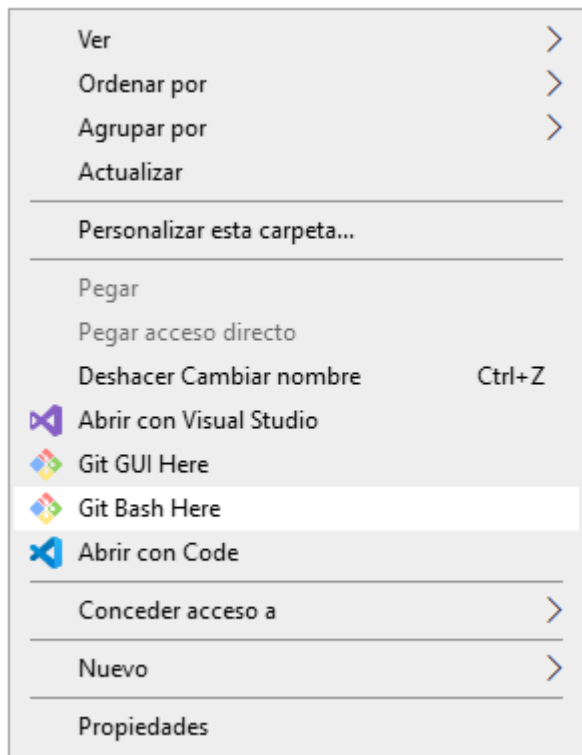 Ver
Ordenar por
Agrupar por
Actualizar
Personalizar esta carpeta...
Pegar
Pegar acceso directo
Deshacer Cambiar nombre Ctrl+Z
Abrir con Visual Studio
Git GUI Here
Git Bash Here
Abrir con Code
Conceder acceso a
Nuevo
Propiedades